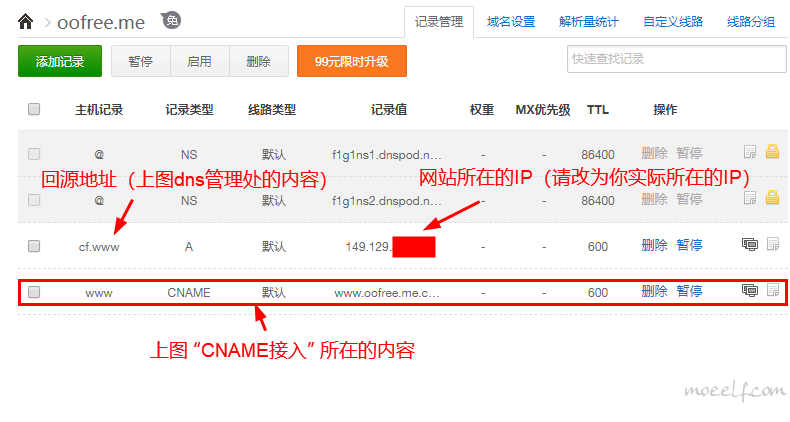 oofree.me 免
记录管理 域名设置 解析量统计 自定义线路 线路分组
添加记录 暂停 启用 删除 99元限时升级 快速查找记录
主机记录 记录类型 线路类型 记录值 权重 MX优先级 TTL 操作
@ NS 默认 f1g1ns1.dnspod.n... - - 86400 删除 暂停
回源地址（上图dns管理处的内容） 网站所在的IP（请改为你实际所在的IP）
@ NS 默认 f1g1ns2.dnspod.n... - - 86400 删除 暂停
cf.www A 默认 149.129. - - 600 删除 暂停
www CNAME 默认 www.oofree.me.c... - - 600 删除 暂停
上图 “CNAME接入” 所在的内容
moeelf.com